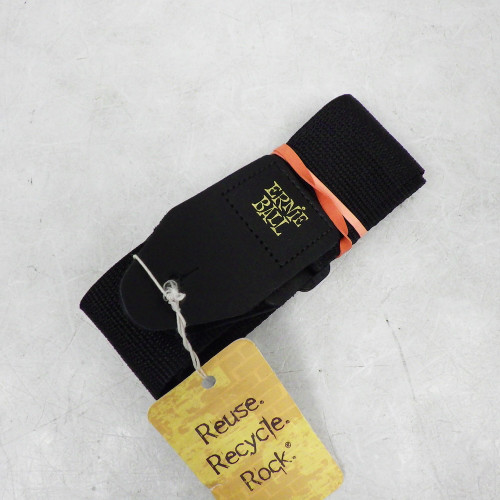 ERNIE
BALL
Reuse.
Recycle.
Rock.®